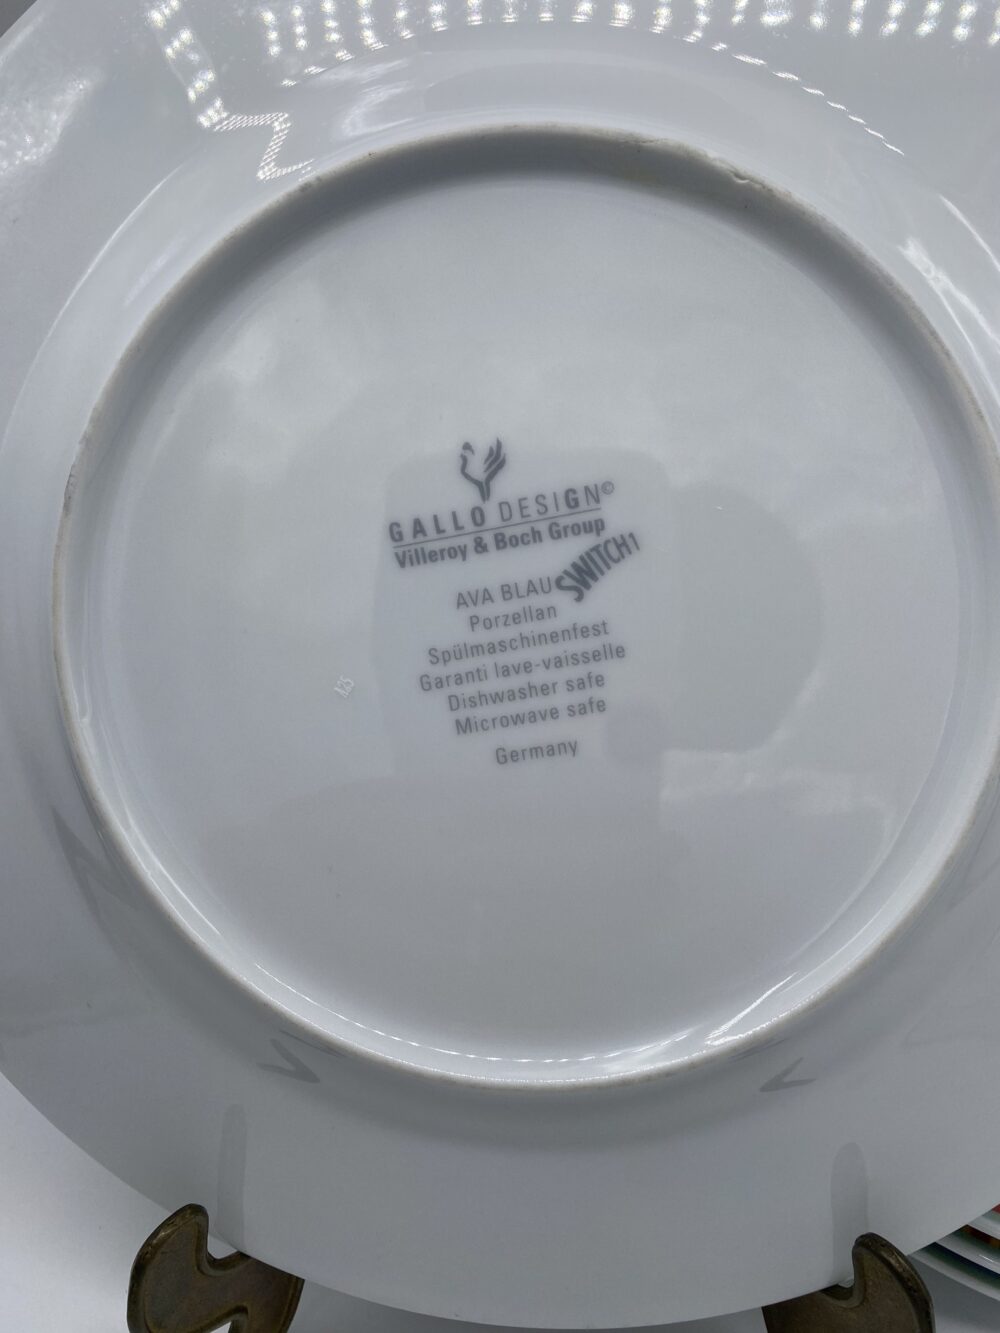 GALLO DESIGN©
Villeroy & Boch Group
SWITCH1
AVA BLAU
Porzellan
Spülmaschinenfest
Garanti lave-vaisselle
Dishwasher safe
Microwave safe
Germany